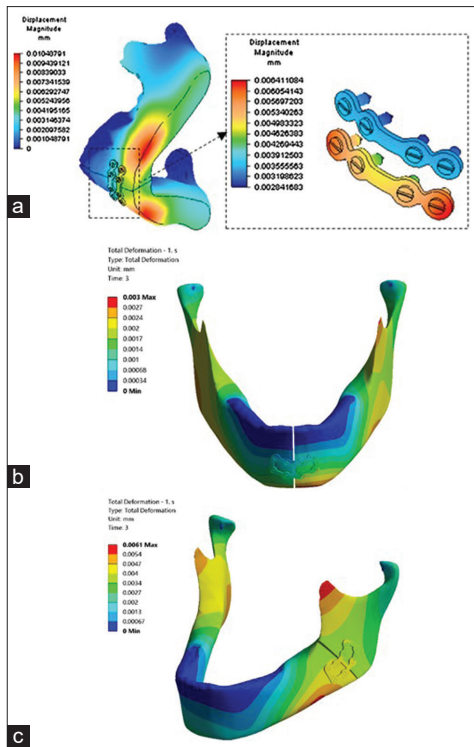 Displacement
Magnitude
mm
0.01048791
0.009439121
0.00839033
0.007341539
0.006292747
0.005243956
0.004195165
0.003146374
0.002097582
0.001048791
0
Displacement
Magnitude
mm
0.006411084
0.006054143
0.005697203
0.005340263
0.004983323
0.004626383
0.004269443
0.003912503
0.003555563
0.003198623
0.002841683
a
Total Deformation - 1. s
Type: Total Deformation
Unit: mm
Time: 3
0.003 Max
0.0027
0.0024
0.002
0.0017
0.0014
0.001
0.00068
0.00034
0 Min
b
Total Deformation - 1. s
Type: Total Deformation
Unit: mm
Time: 3
0.0061 Max
0.0054
0.0047
0.004
0.0034
0.0027
0.002
0.0013
0.00067
0 Min
c